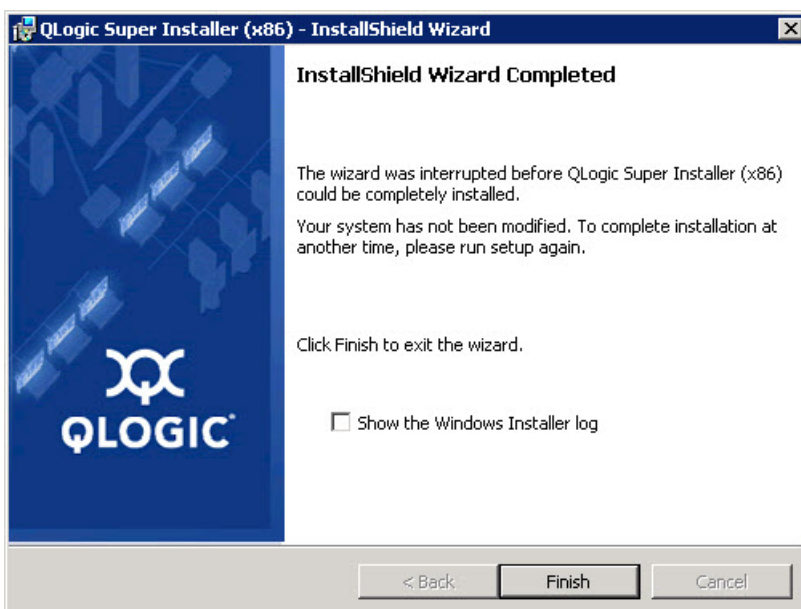 QLogic Super Installer (x86) - InstallShield Wizard
InstallShield Wizard Completed
The wizard was interrupted before QLogic Super Installer (x86)
could be completely installed.
Your system has not been modified. To complete installation at
another time, please run setup again.
Click Finish to exit the wizard.
Show the Windows Installer log
QLOGIC
< Back
Finish
Cancel